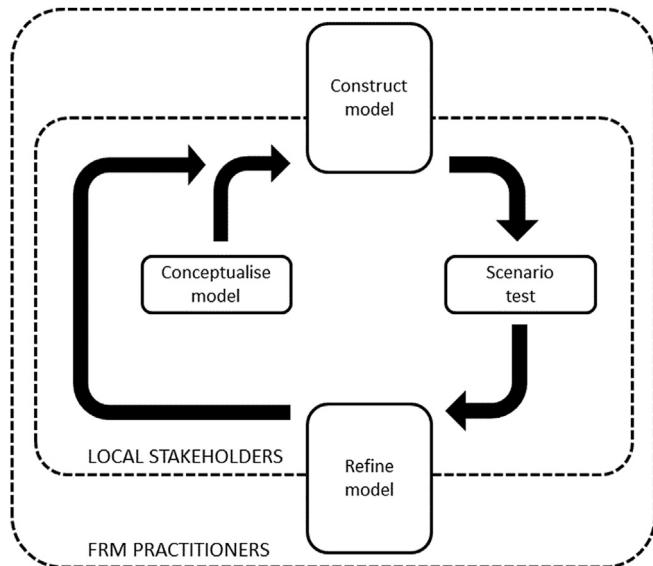 Construct
model
Conceptualise
model
Scenario
test
LOCAL STAKEHOLDERS
Refine
model
FRM PRACTITIONERS